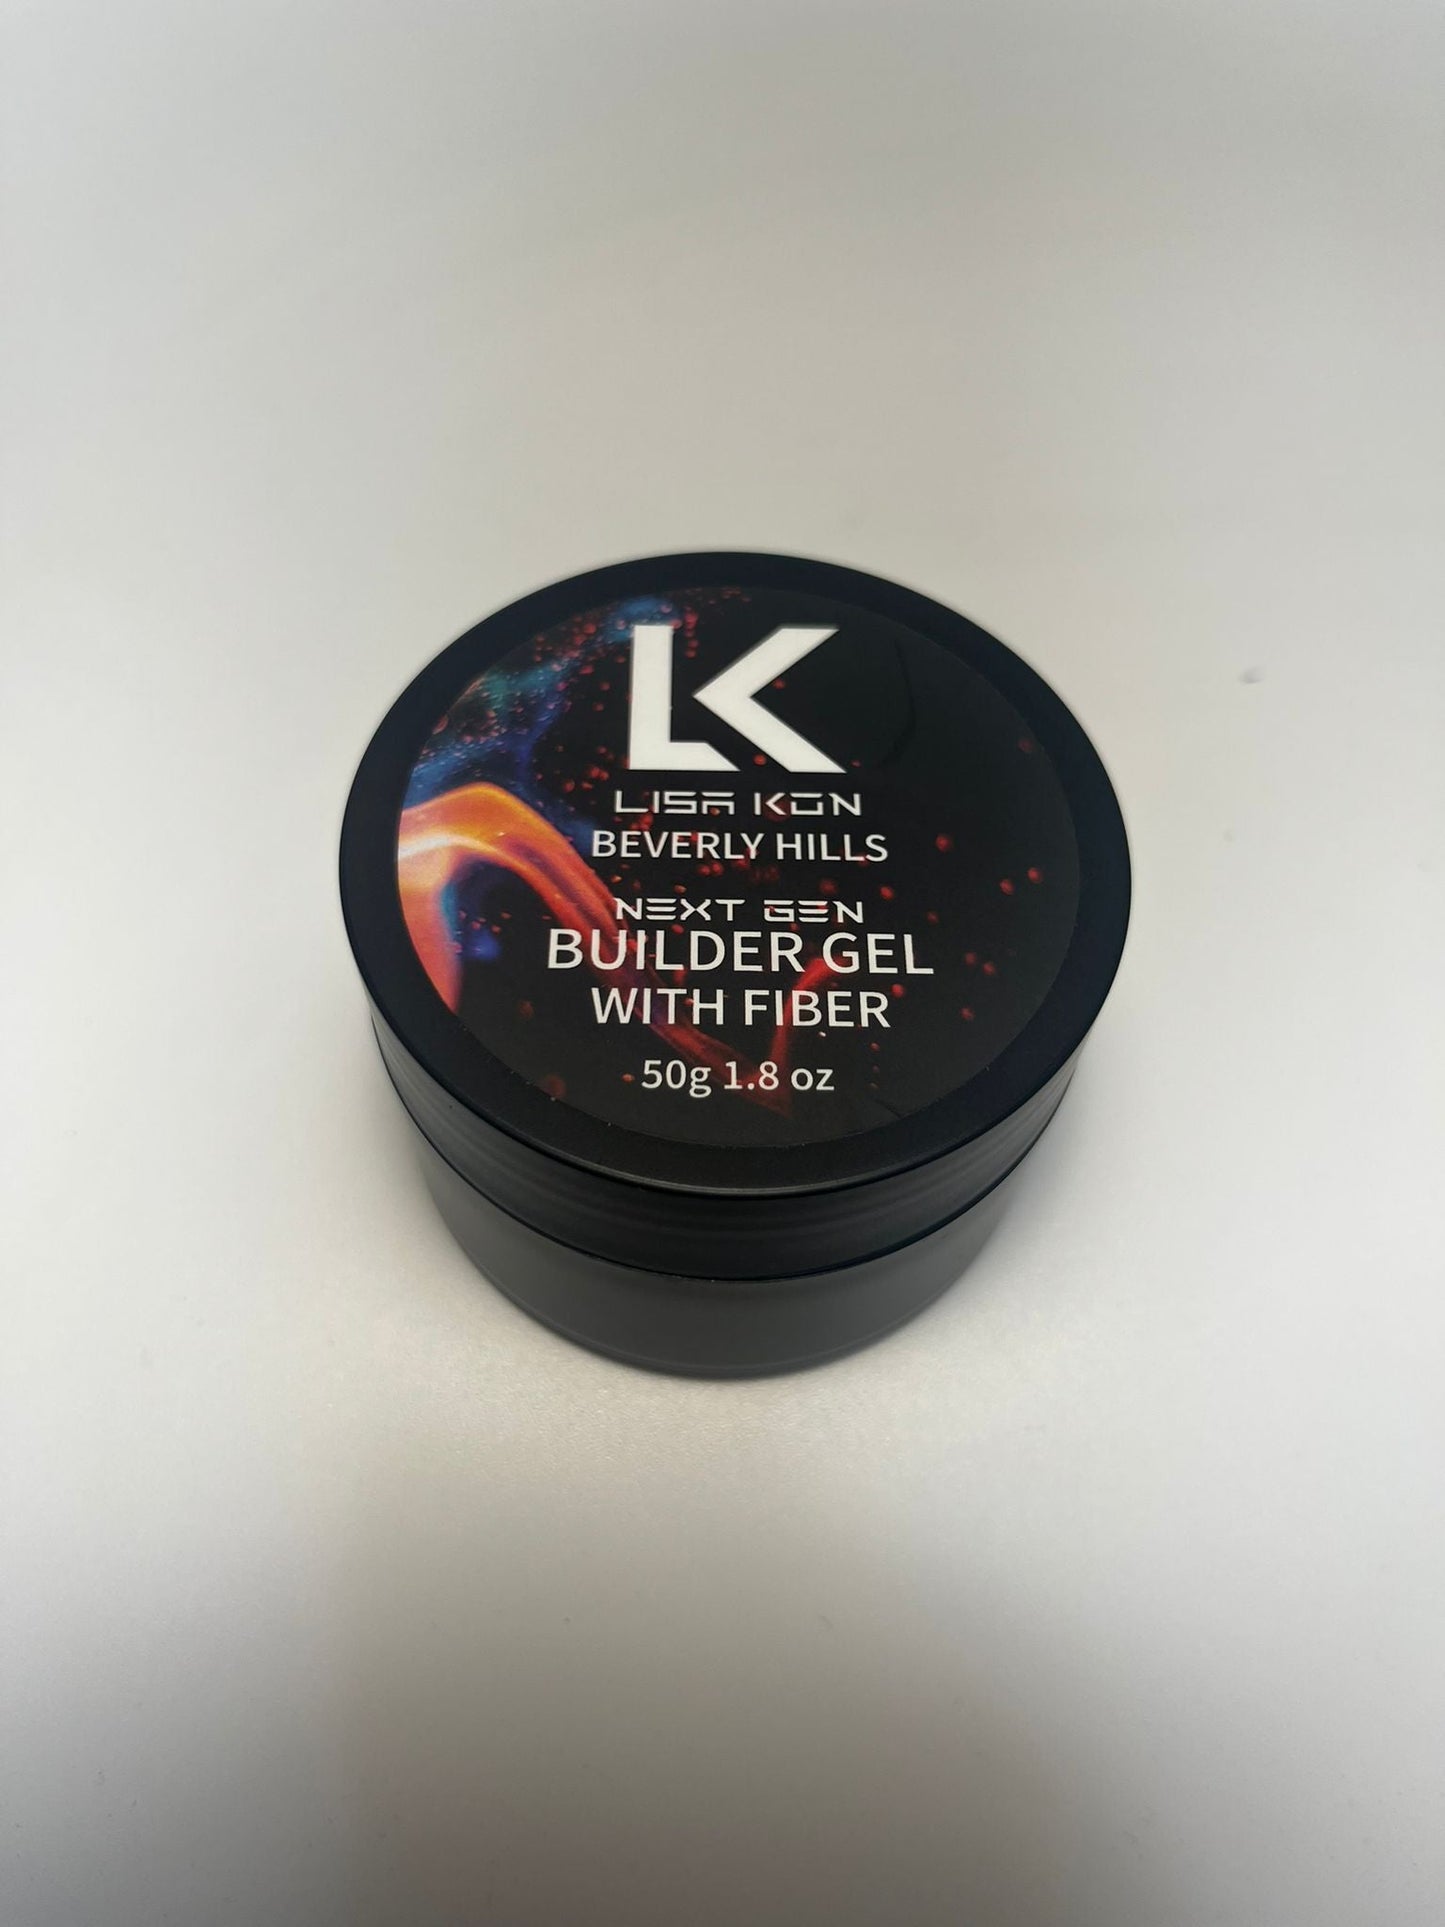 LK
LISA KON
BEVERLY HILLS
NEXT GEN
BUILDER GEL
WITH FIBER
50g 1.8 oz